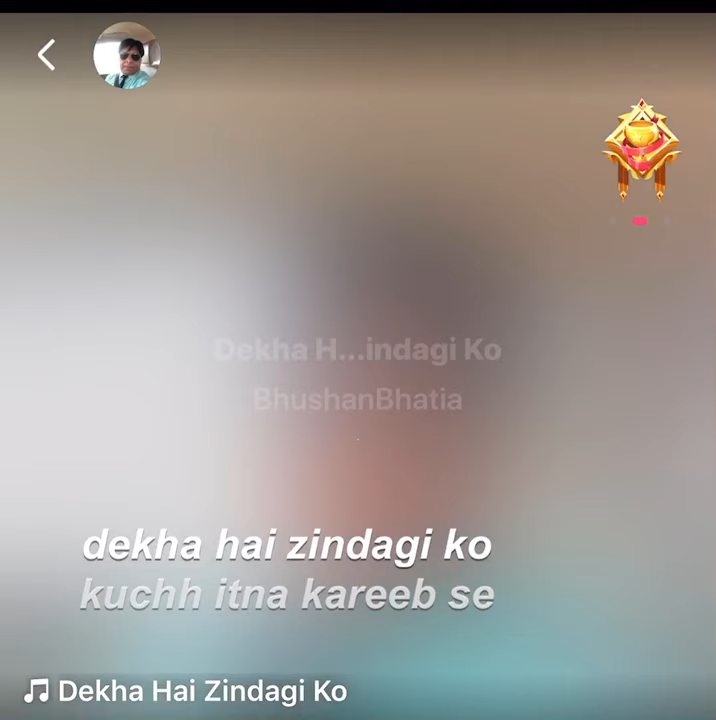 Dekha H...indagi Ko
BhushanBhatia
dekha hai zindagi ko
kuchh itna kareeb se
Dekha Hai Zindagi Ko